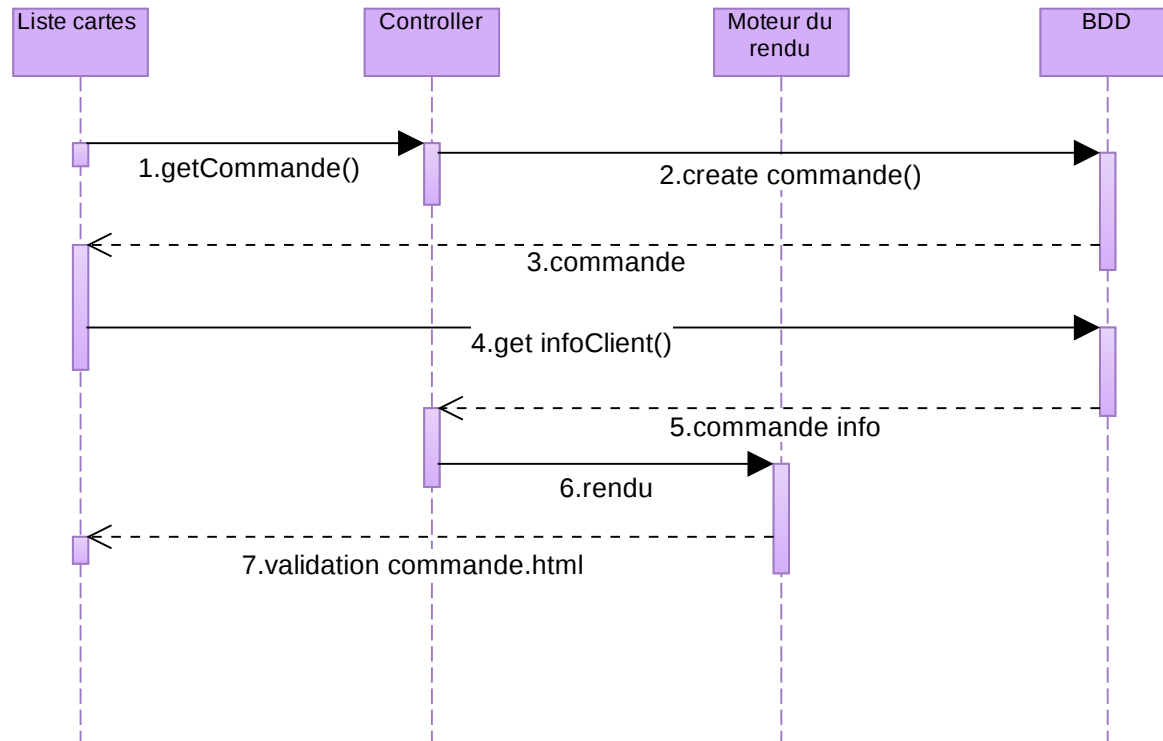 Liste cartes
Controller
Moteur du
rendu
BDD
1.getCommande()
2.create commande()
3.commande
4.get infoClient()
5.commande info
6.rendu
7.validation commande.html